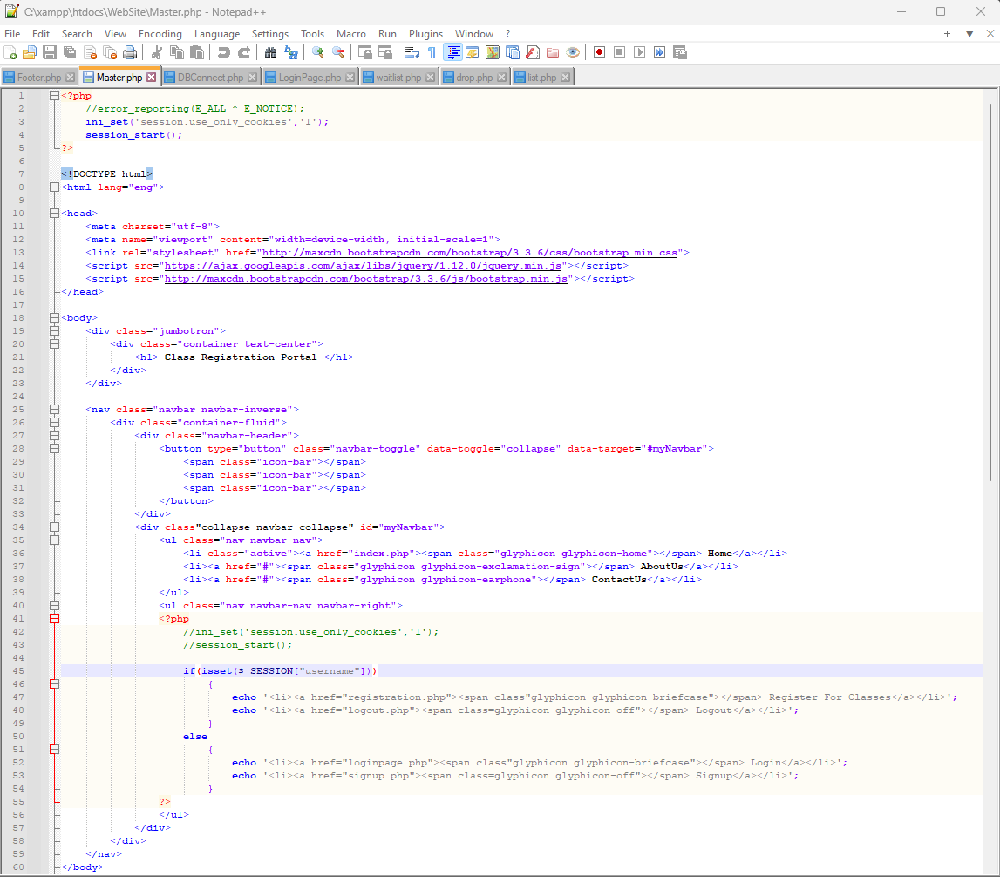 C:\xampp\htdocs\WebSite\Master.php - Notepad++
File Edit Search View Encoding Language Settings Tools Macro Run Plugins Window ?
Footer.php Master.php DBConnect.php LoginPage.php waitlist.php drop.php list.php
1 <?php
2 //error_reporting(E_ALL ^ E_NOTICE);
3 ini_set('session.use_only_cookies','1');
4 session_start();
5 ?>
6
7 <!DOCTYPE html>
8 <html lang="eng">
9
10 <head>
11 <meta charset="utf-8">
12 <meta name="viewport" content="width=device-width, initial-scale=1">
13 <link rel="stylesheet" href="http://maxcdn.bootstrapcdn.com/bootstrap/3.3.6/css/bootstrap.min.css">
14 <script src="https://ajax.googleapis.com/ajax/libs/jquery/1.12.0/jquery.min.js"></script>
15 <script src="http://maxcdn.bootstrapcdn.com/bootstrap/3.3.6/js/bootstrap.min.js"></script>
16 </head>
17
18 <body>
19 <div class="jumbotron">
20 <div class="container text-center">
21 <h1> Class Registration Portal </h1>
22 </div>
23 </div>
24
25 <nav class="navbar navbar-inverse">
26 <div class="container-fluid">
27 <div class="navbar-header">
28 <button type="button" class="navbar-toggle" data-toggle="collapse" data-target="#myNavbar">
29 <span class="icon-bar"></span>
30 <span class="icon-bar"></span>
31 <span class="icon-bar"></span>
32 </button>
33 </div>
34 <div class"collapse navbar-collapse" id="myNavbar">
35 <ul class="nav navbar-nav">
36 <li class="active"><a href="index.php"><span class="glyphicon glyphicon-home"></span> Home</a></li>
37 <li><a href="#"><span class="glyphicon glyphicon-exclamation-sign"></span> AboutUs</a></li>
38 <li><a href="#"><span class="glyphicon glyphicon-earphone"></span> ContactUs</a></li>
39 </ul>
40 <ul class="nav navbar-nav navbar-right">
41 <?php
42 //ini_set('session.use_only_cookies','1');
43 //session_start();
44
45 if(isset($_SESSION["username"]))
46 {
47 echo '<li><a href="registration.php"><span class"glyphicon glyphicon-briefcase"></span> Register For Classes</a></li>';
48 echo '<li><a href="logout.php"><span class=glyphicon glyphicon-off"></span> Logout</a></li>';
49 }
50 else
51 {
52 echo '<li><a href="loginpage.php"><span class"glyphicon glyphicon-briefcase"></span> Login</a></li>';
53 echo '<li><a href="signup.php"><span class=glyphicon glyphicon-off"></span> Signup</a></li>';
54 }
55 ?>
56 </ul>
57 </div>
58 </div>
59 </nav>
60 </body>